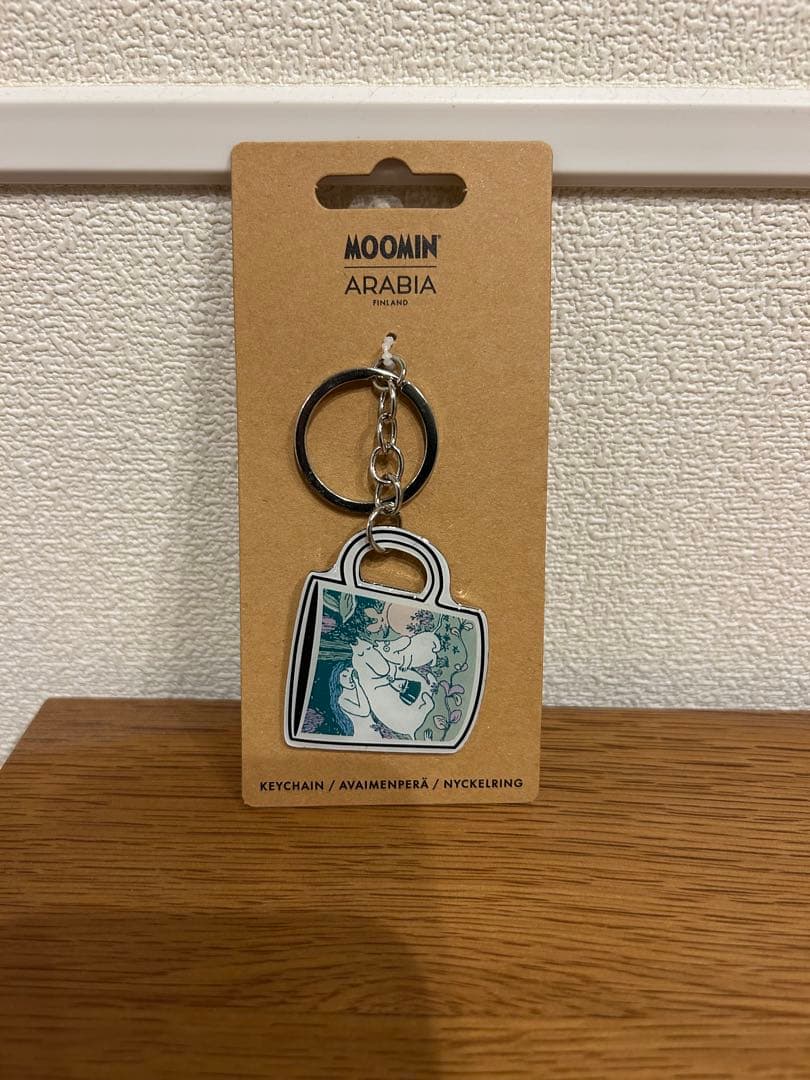 MOOMIN
ARABIA
FINLAND
KEYCHAIN / AVAIMENPERÄ / NYCKELRING